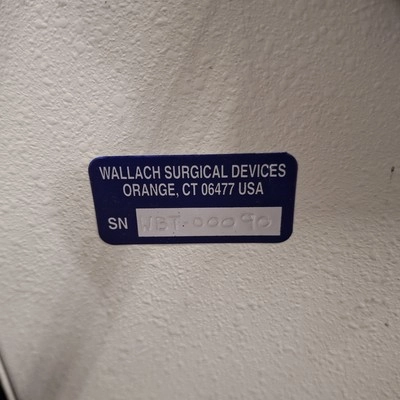 WALLACH SURGICAL DEVICES
ORANGE, CT 06477 USA
SN WBT-00090